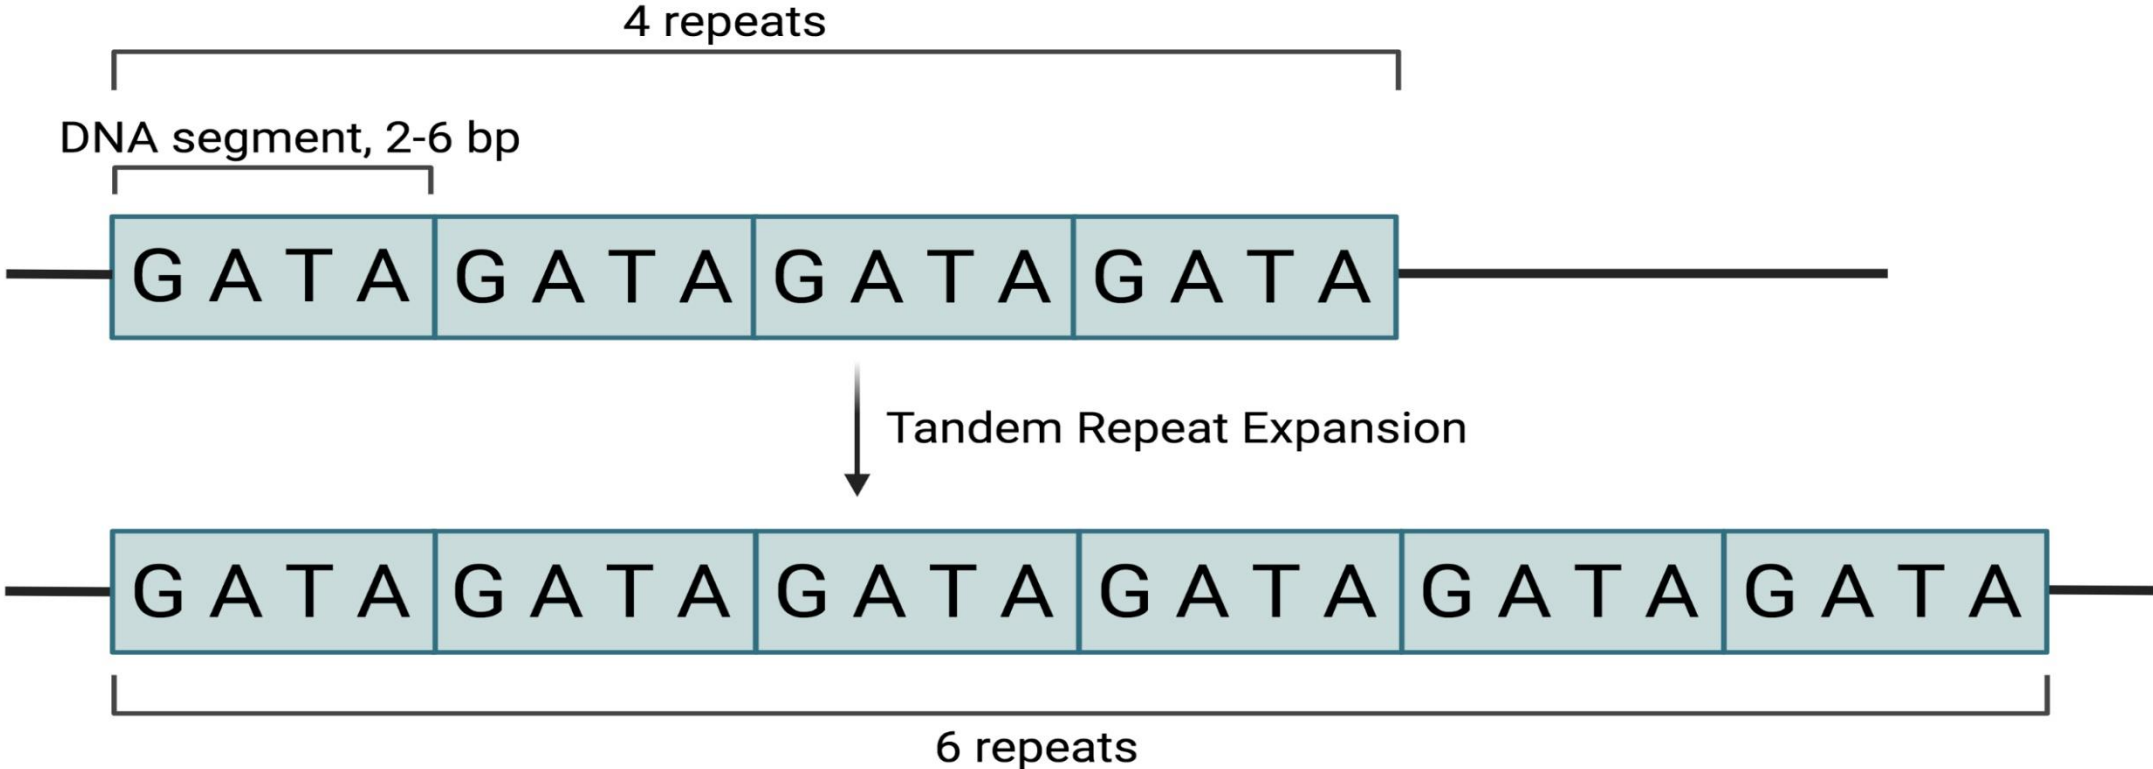 4 repeats
DNA segment, 2-6 bp
G A T A G A T A G A T A G A T A
Tandem Repeat Expansion
G A T A G A T A G A T A G A T A G A T A G A T A
6 repeats